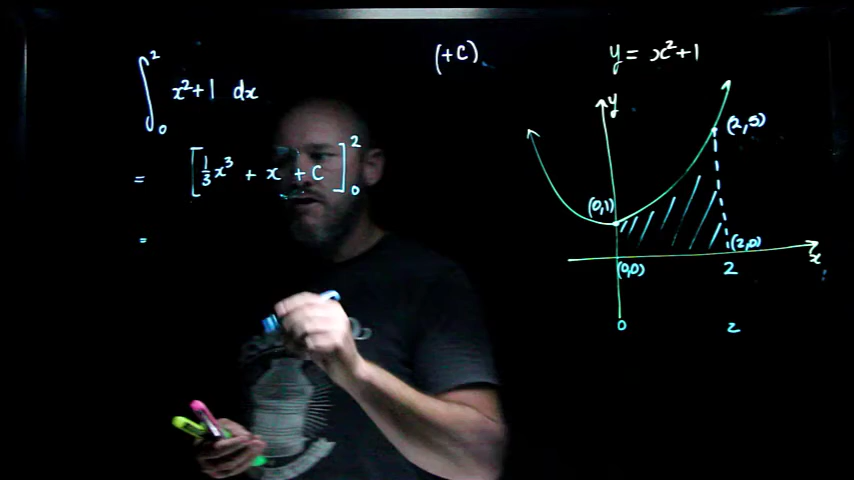 ∫₀² x²+1 dx
= [⅓x³ + x + C]₀²
=
(+C)
y = x²+1
y
(2,5)
(0,1)
(2,0)
(0,0)
2
x
0
2